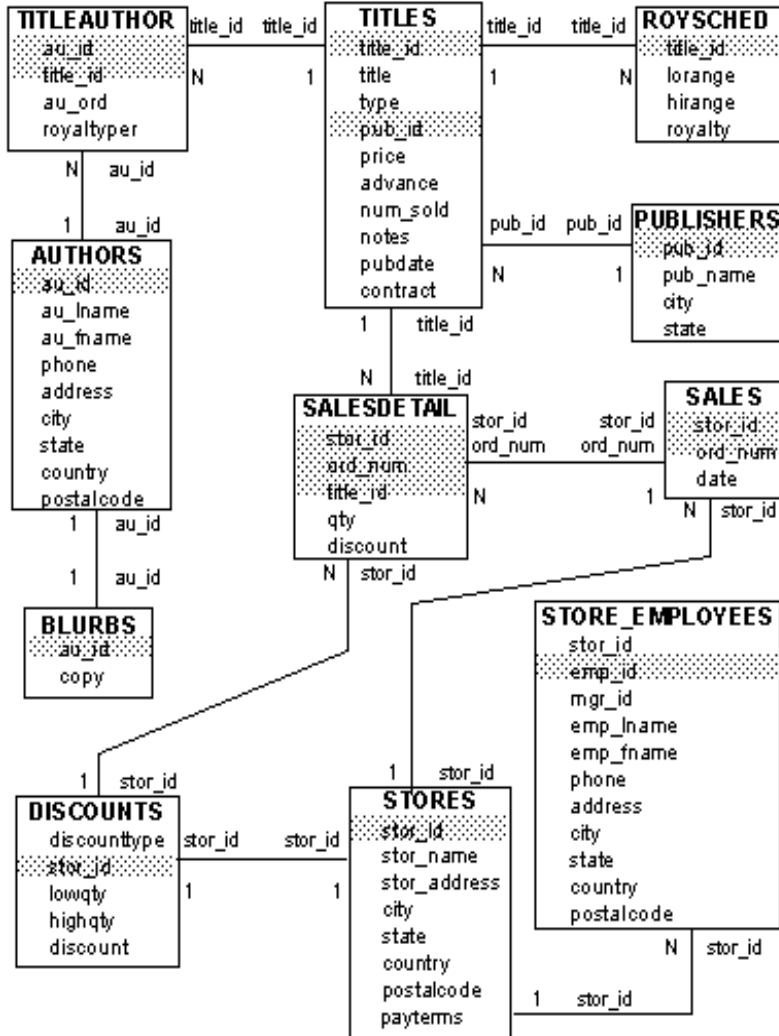 TITLEAUTHOR
au_id
title_id
au_ord
royaltyper
title_id title_id
N 1
TITLES
title_id
title
type
pub_id
price
advance
num_sold
notes
pubdate
contract
title_id title_id
1 N
ROYSCHED
title_id
lorange
hirange
royalty
N au_id
1 au_id
pub_id pub_id
N 1
PUBLISHERS
pub_id
pub_name
city
state
AUTHORS
au_id
au_lname
au_fname
phone
address
city
state
country
postalcode
1 title_id
N title_id
SALESDETAIL
stor_id
ord_num
title_id
qty
discount
stor_id stor_id
ord_num ord_num
N 1
SALES
stor_id
ord_num
date
N stor_id
1 au_id
1 au_id
N stor_id
BLURBS
au_id
copy
STORE_EMPLOYEES
stor_id
emp_id
mgr_id
emp_lname
emp_fname
phone
address
city
state
country
postalcode
1 stor_id
1 stor_id
DISCOUNTS
discounttype
stor_id
lowqty
highqty
discount
stor_id stor_id
1 1
STORES
stor_id
stor_name
stor_address
city
state
country
postalcode
payterms
N stor_id
1 stor_id